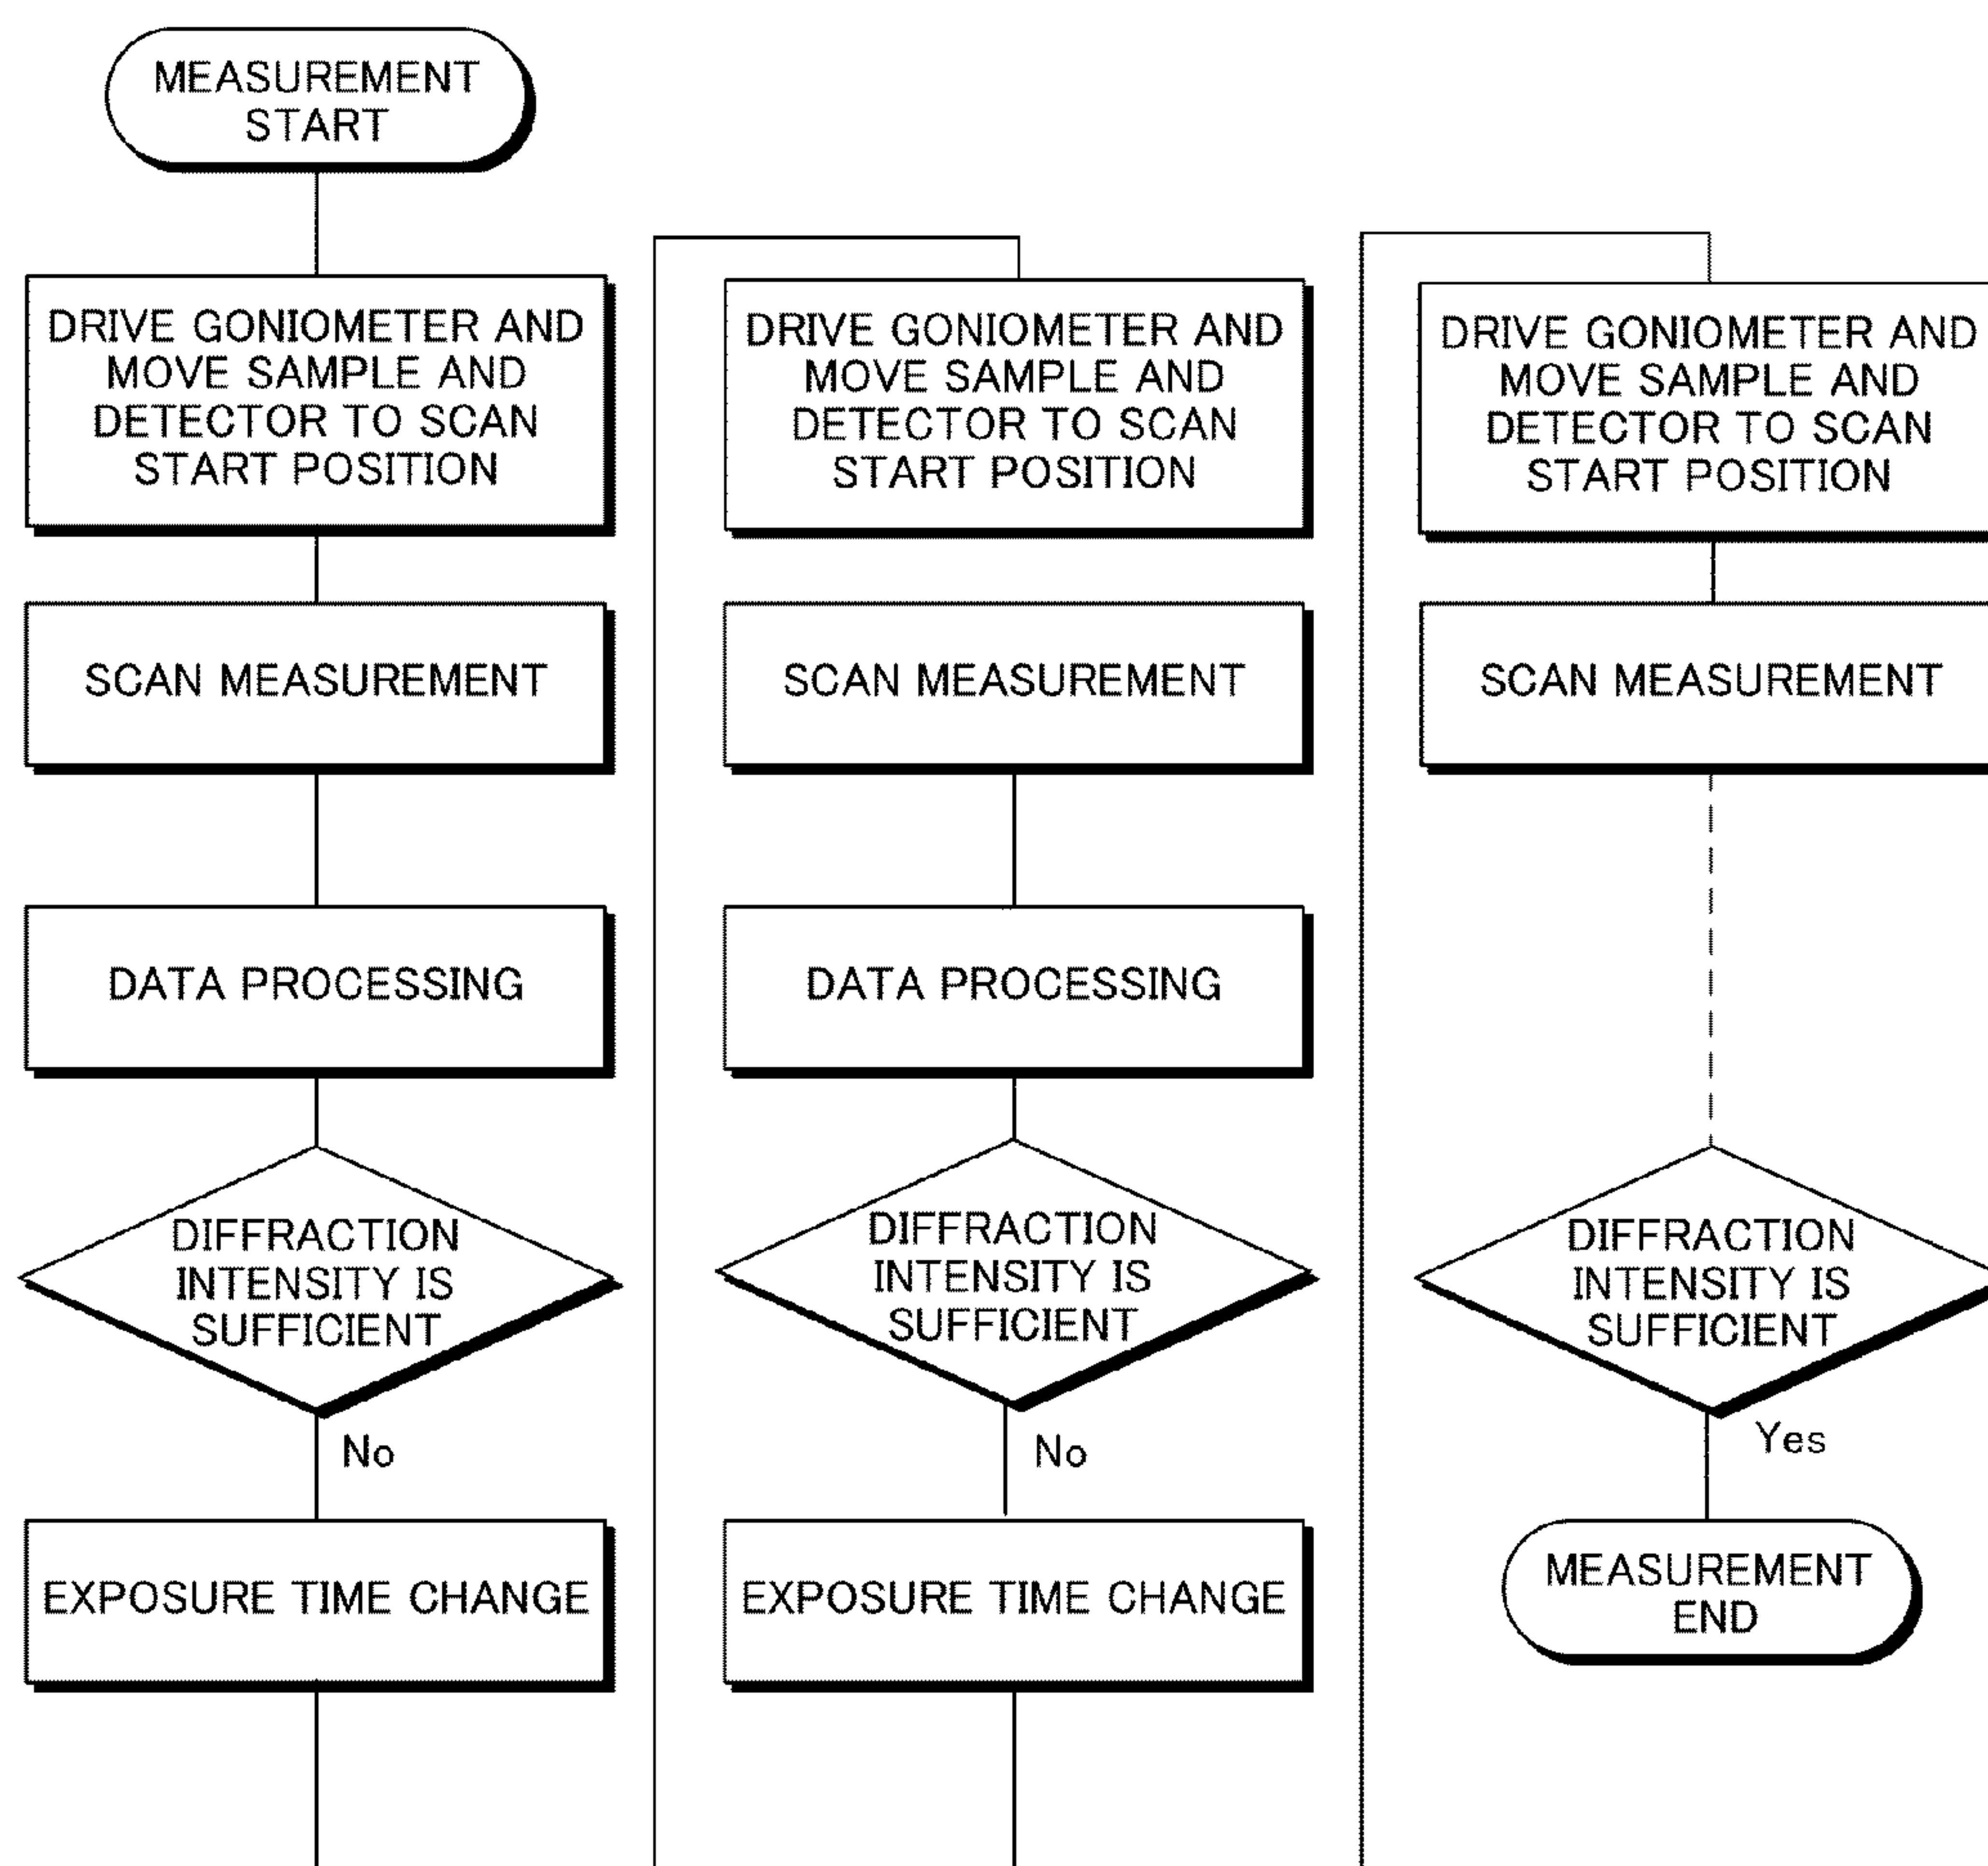 MEASUREMENT
START
DRIVE GONIOMETER AND
MOVE SAMPLE AND
DETECTOR TO SCAN
START POSITION
SCAN MEASUREMENT
DATA PROCESSING
DIFFRACTION
INTENSITY IS
SUFFICIENT
No
EXPOSURE TIME CHANGE
DRIVE GONIOMETER AND
MOVE SAMPLE AND
DETECTOR TO SCAN
START POSITION
SCAN MEASUREMENT
DATA PROCESSING
DIFFRACTION
INTENSITY IS
SUFFICIENT
No
EXPOSURE TIME CHANGE
DRIVE GONIOMETER AND
MOVE SAMPLE AND
DETECTOR TO SCAN
START POSITION
SCAN MEASUREMENT
DIFFRACTION
INTENSITY IS
SUFFICIENT
Yes
MEASUREMENT
END